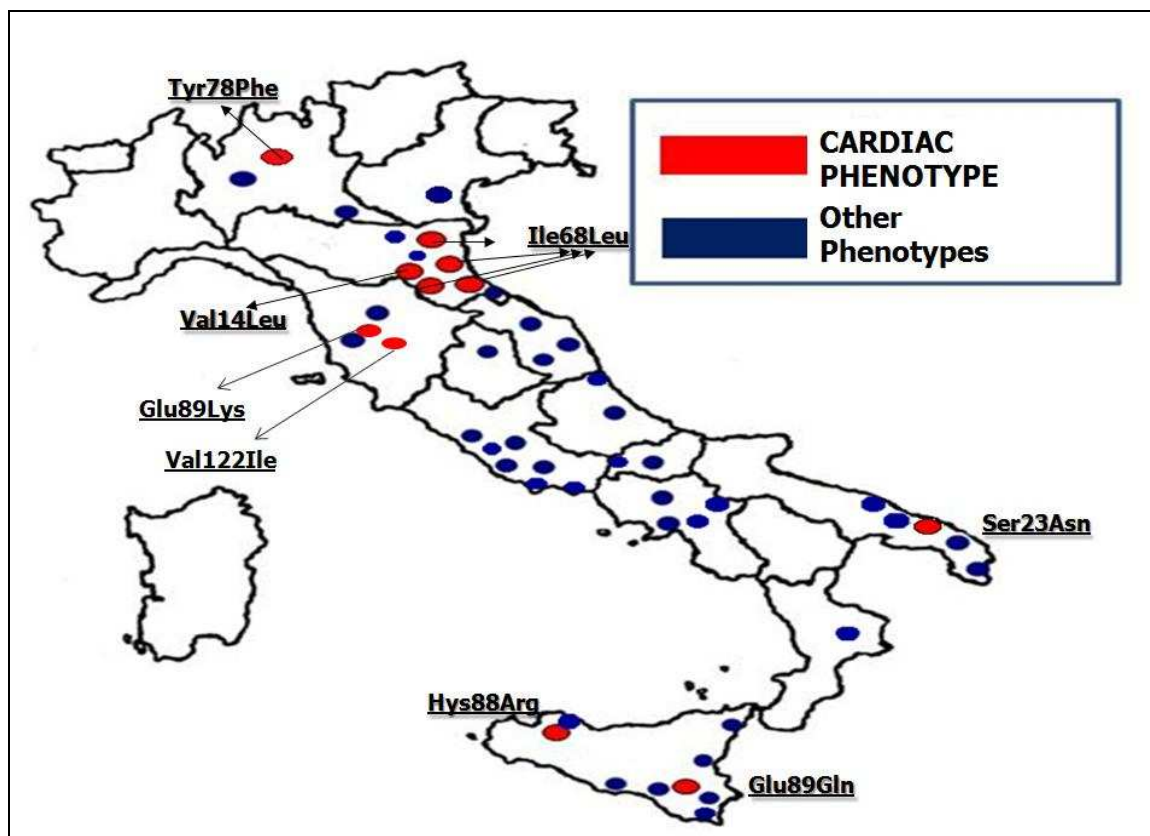 Tyr78Phe
CARDIAC
PHENOTYPE
Other
Phenotypes
Ile68Leu
Val14Leu
Glu89Lys
Val122Ile
Ser23Asn
Hys88Arg
Glu89Gln